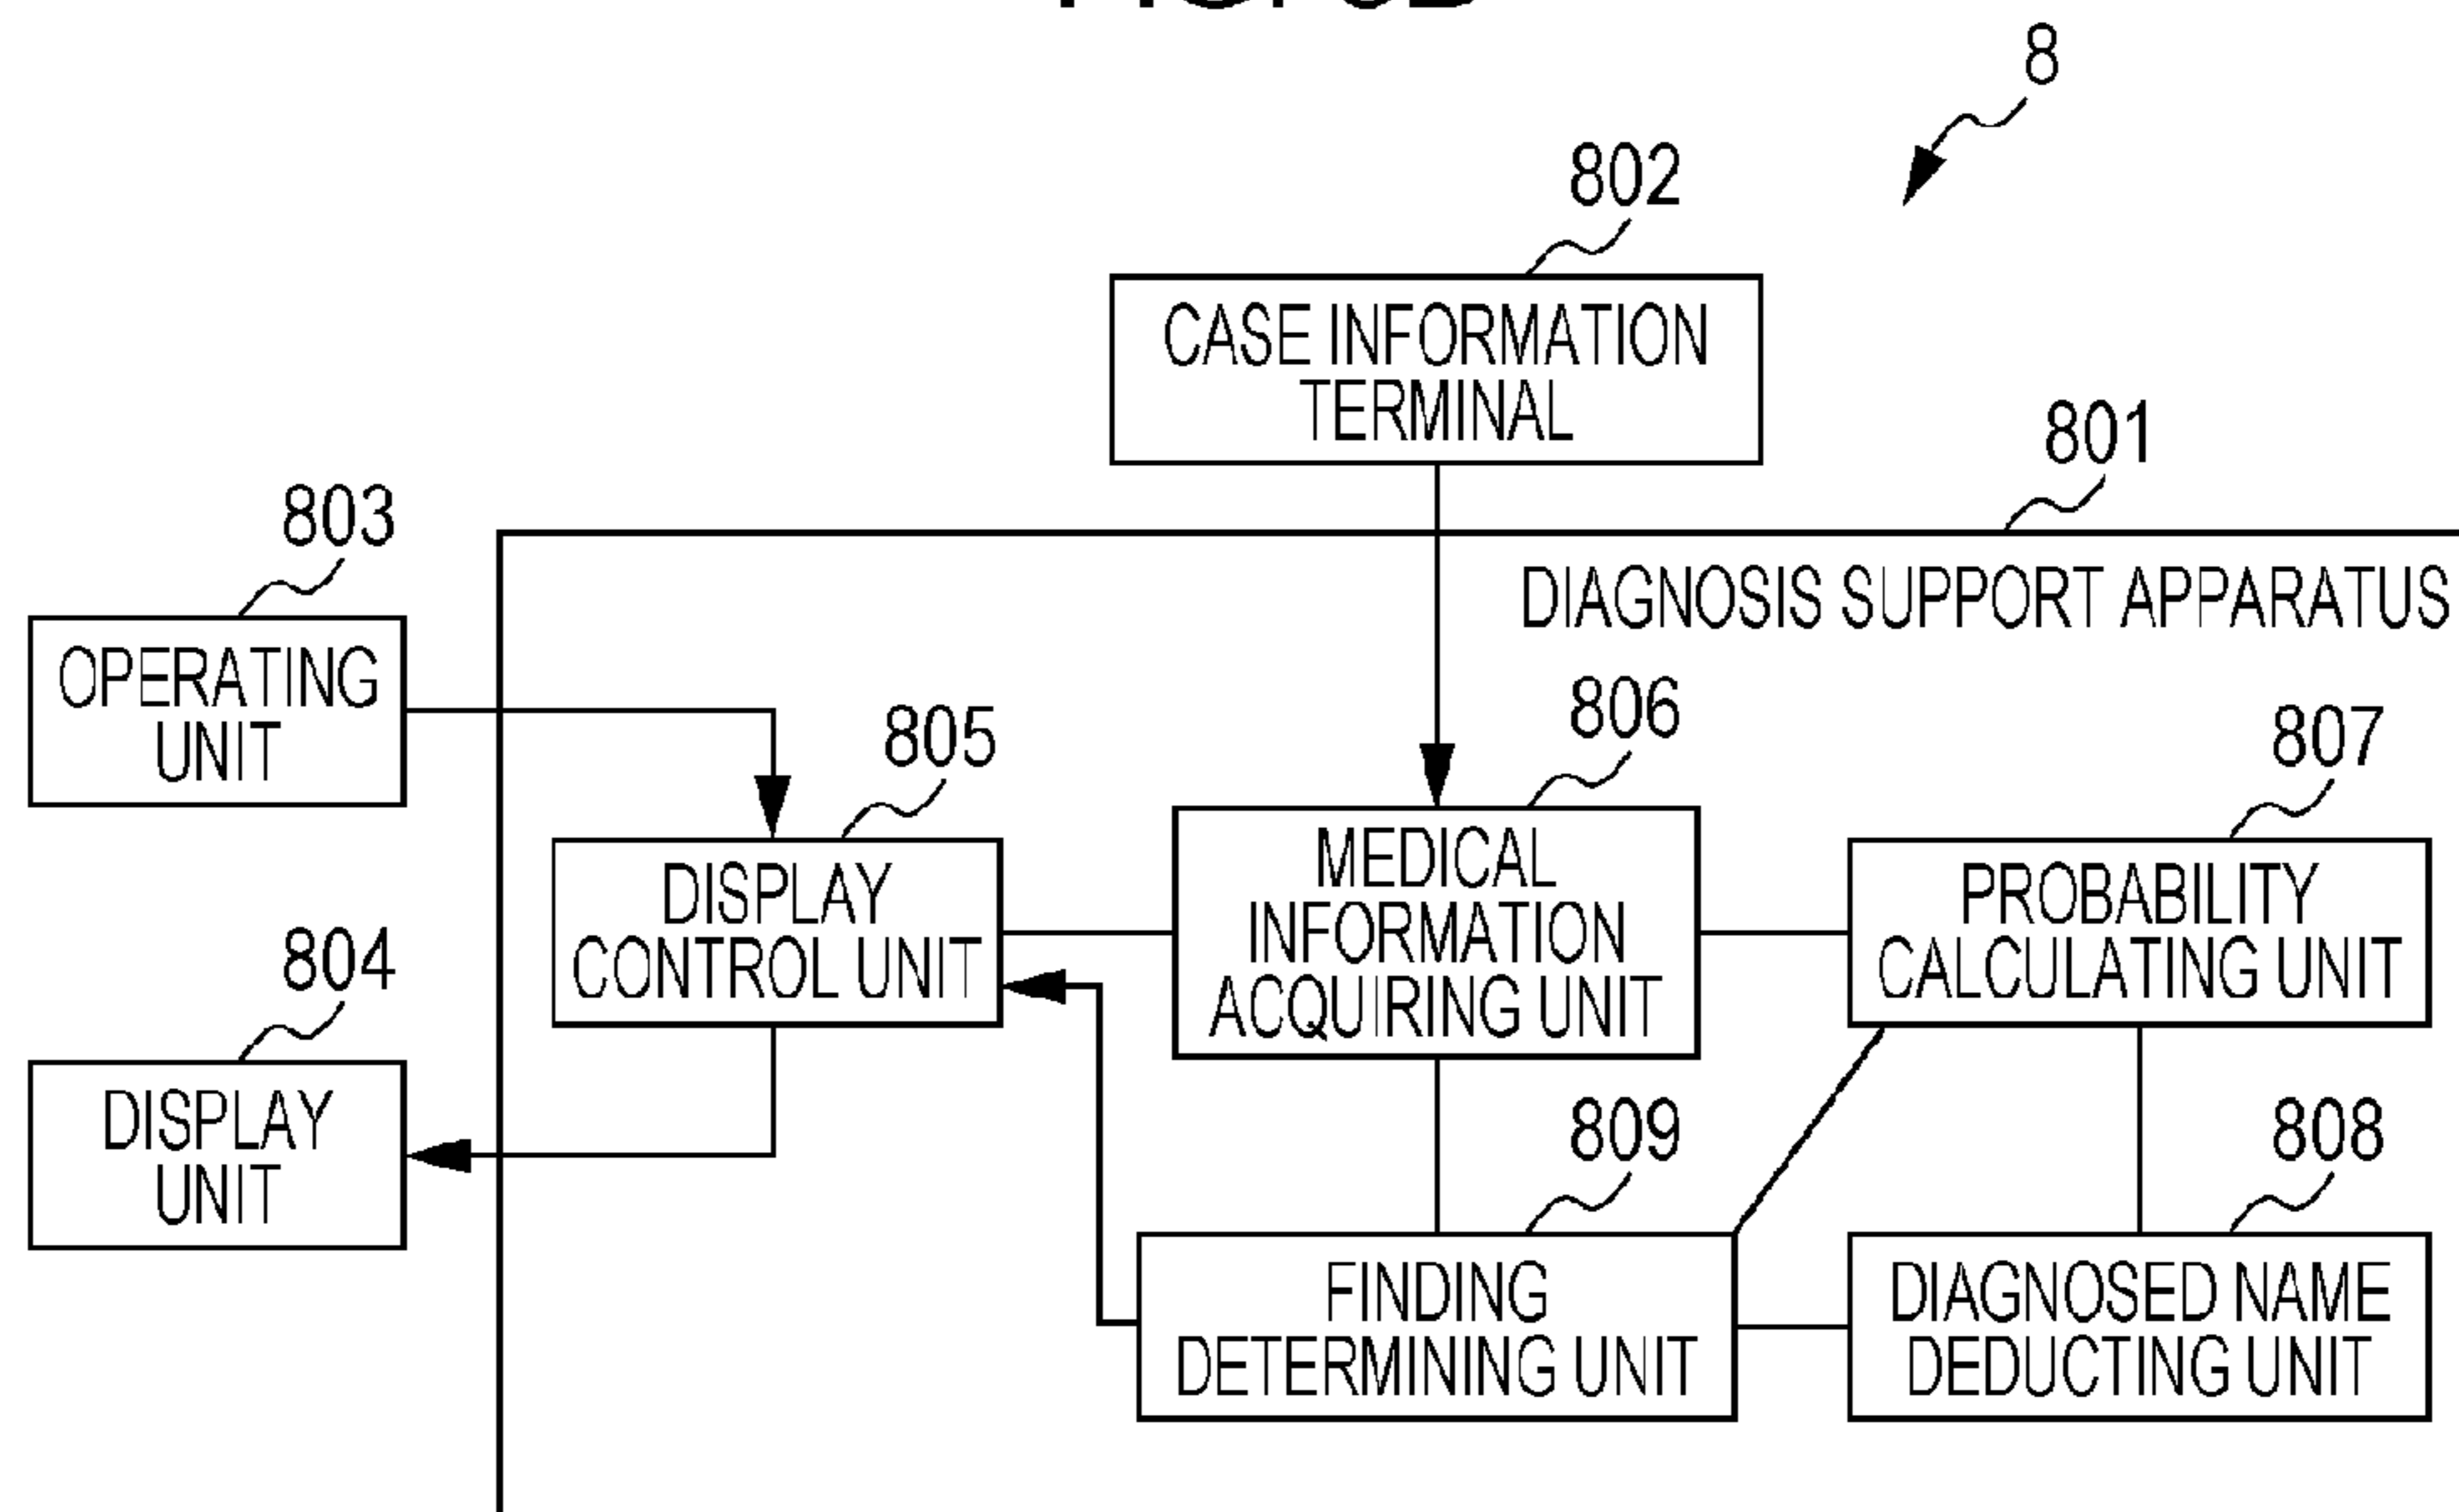 8
802
CASE INFORMATION
TERMINAL
801
DIAGNOSIS SUPPORT APPARATUS
803
OPERATING
UNIT
805
DISPLAY
CONTROL UNIT
806
MEDICAL
INFORMATION
ACQUIRING UNIT
807
PROBABILITY
CALCULATING UNIT
804
DISPLAY
UNIT
809
FINDING
DETERMINING UNIT
808
DIAGNOSED NAME
DEDUCTING UNIT